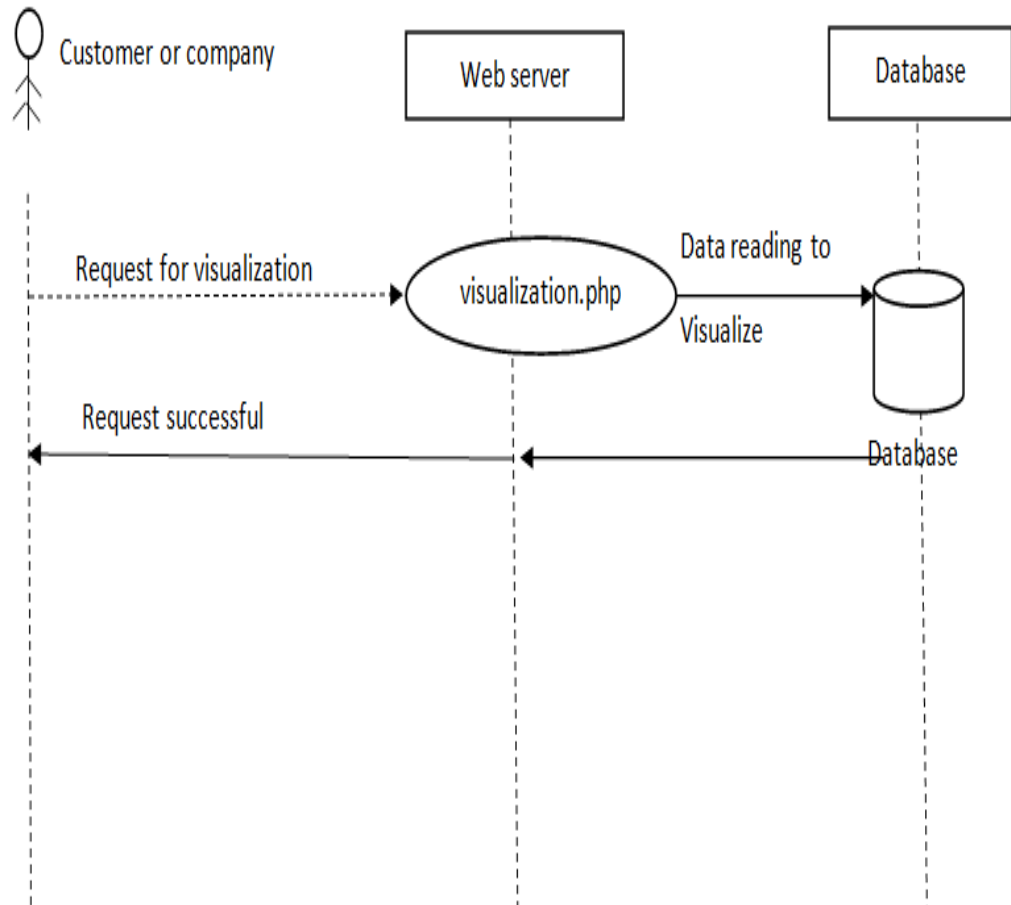 Customer or company
Web server
Database
Request for visualization
visualization.php
Data reading to
Visualize
Request successful
Database